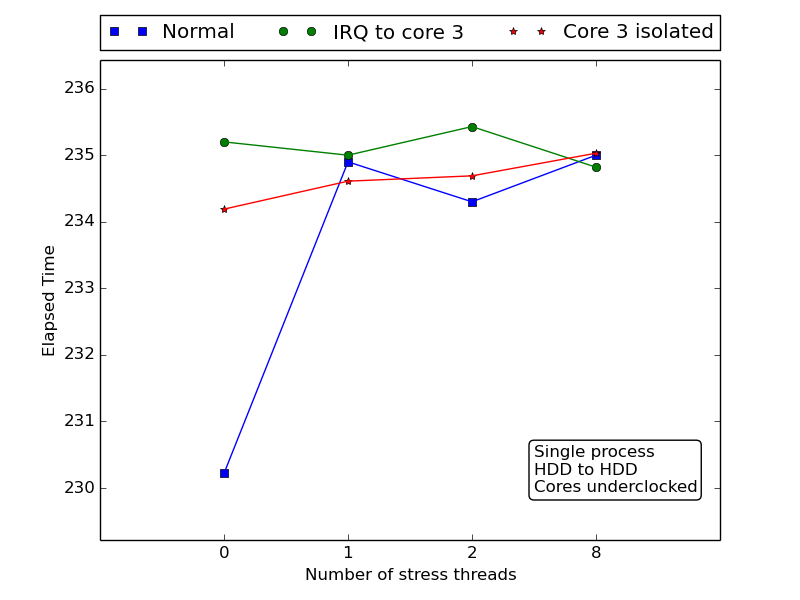 Normal IRQ to core 3 Core 3 isolated
236
235
234
233
232
231
230
Elapsed Time
Single process
HDD to HDD
Cores underclocked
0 1 2 8
Number of stress threads